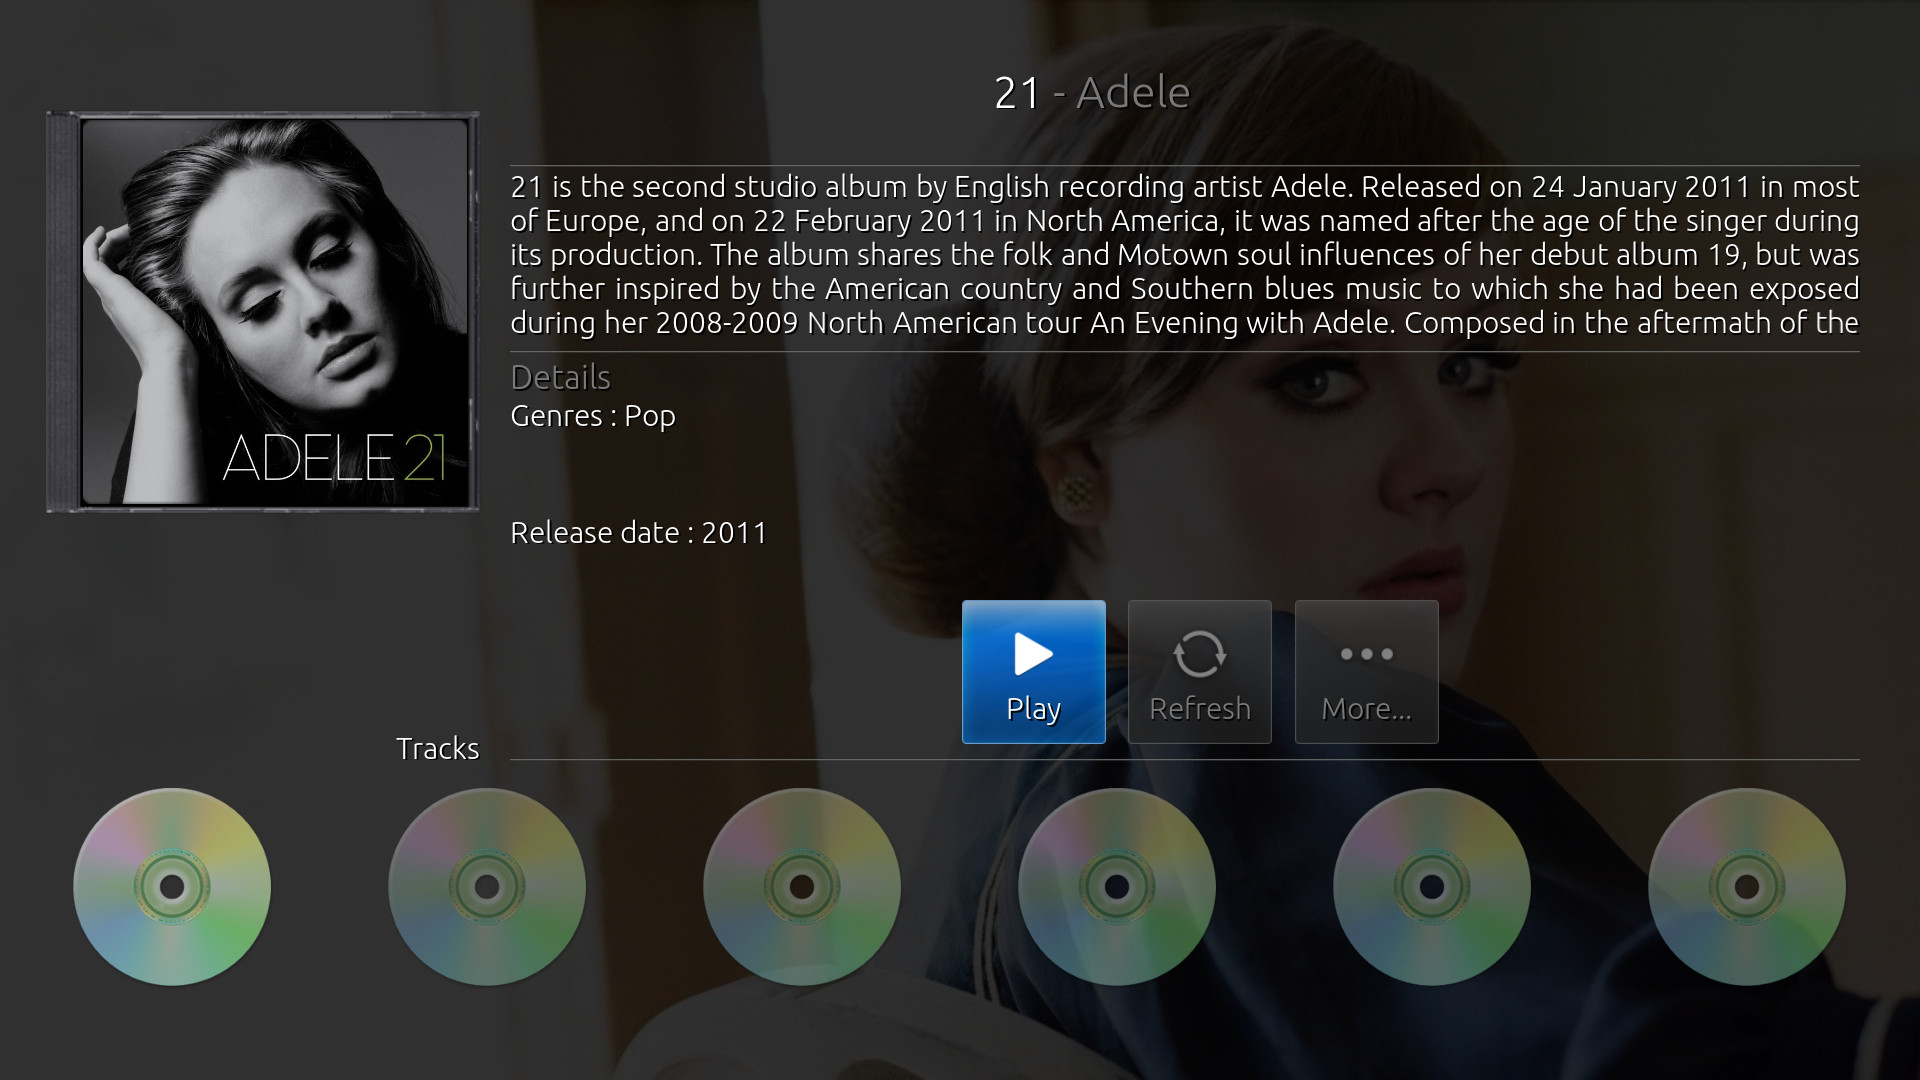 21 - Adele
ADELE 21
21 is the second studio album by English recording artist Adele. Released on 24 January 2011 in most
of Europe, and on 22 February 2011 in North America, it was named after the age of the singer during
its production. The album shares the folk and Motown soul influences of her debut album 19, but was
further inspired by the American country and Southern blues music to which she had been exposed
during her 2008-2009 North American tour An Evening with Adele. Composed in the aftermath of the
Details
Genres : Pop
Release date : 2011
Play
Refresh
More...
Tracks